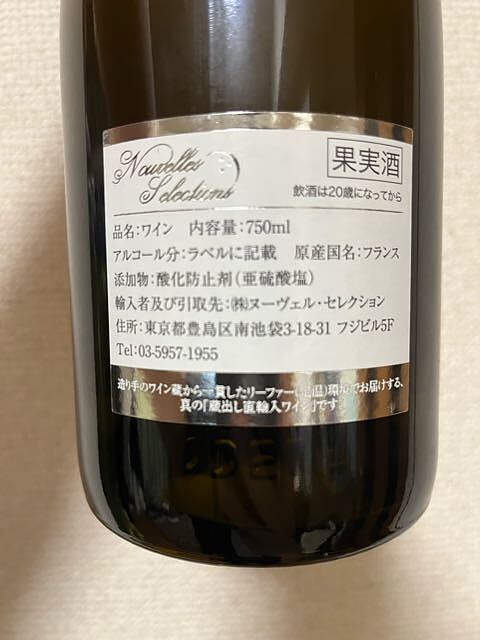 Nouvelles
Selections
果実酒
飲酒は20歳になってから
品名:ワイン 内容量:750ml
アルコール分:ラベルに記載 原産国名:フランス
添加物:酸化防止剤(亜硫酸塩)
輸入者及び引取先:㈱ヌーヴェル・セレクション
住所:東京都豊島区南池袋3-18-31 フジビル5F
Tel:03-5957-1955
造り手のワイン蔵から一貫したリーファー(定温)環境でお届けする、
真の「蔵出し直輸入ワイン」です。